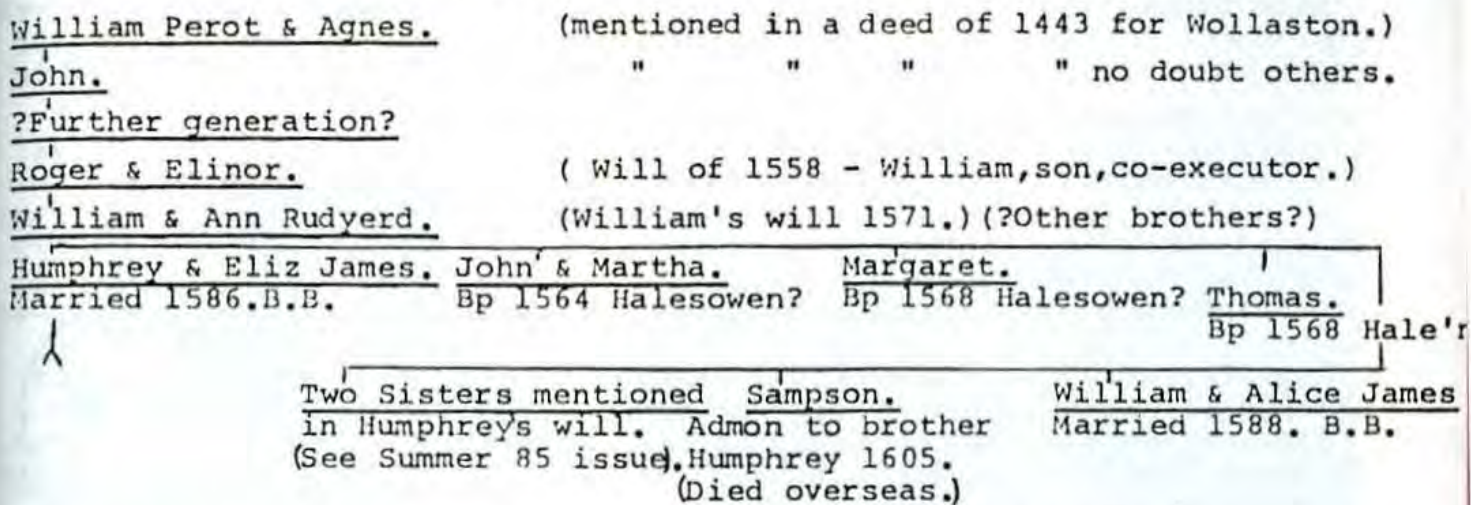 William Perot & Agnes. (mentioned in a deed of 1443 for Wollaston.)
John. " " " " no doubt others.
?Further generation?
Roger & Elinor. ( Will of 1558 - William,son,co-executor.)
William & Ann Rudyerd. (William's will 1571.)(?Other brothers?)
Humphrey & Eliz James. John & Martha. Margaret.
Married 1586.B.B. Bp 1564 Halesowen? Bp 1568 Halesowen? Thomas.
Bp 1568 Hale'n
Two Sisters mentioned Sampson. William & Alice James
in Humphrey's will. Admon to brother Married 1588. B.B.
(See Summer 85 issue).Humphrey 1605.
(Died overseas.)